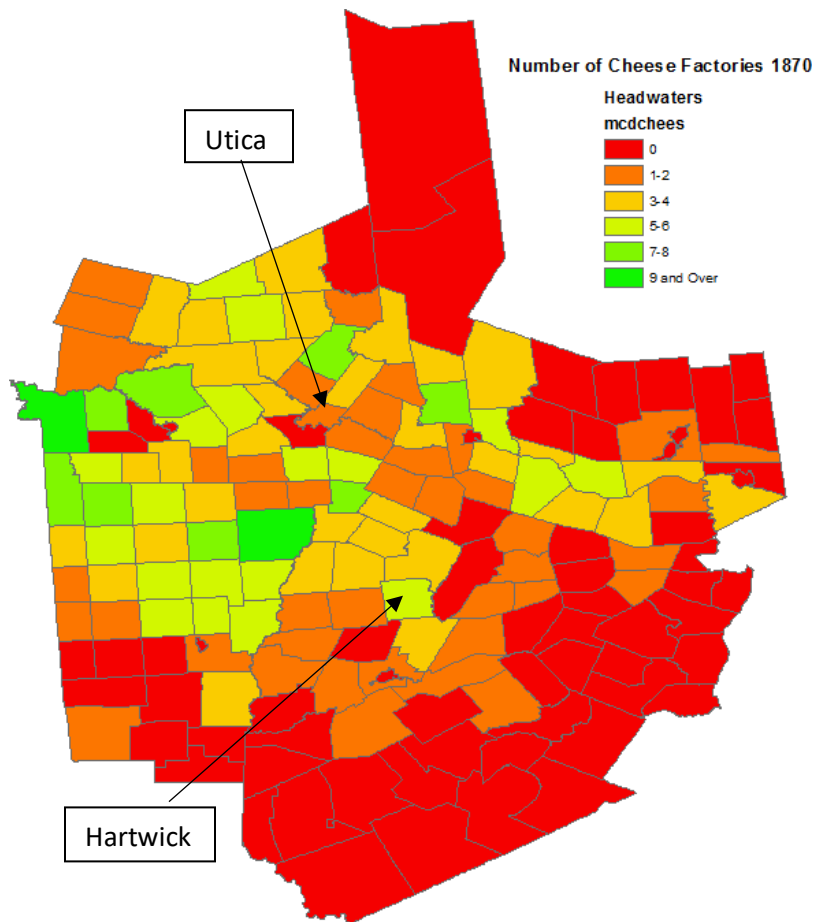 Number of Cheese Factories 1870
Headwaters
mcdchees
0
1-2
3-4
5-6
7-8
9 and Over
Utica
Hartwick